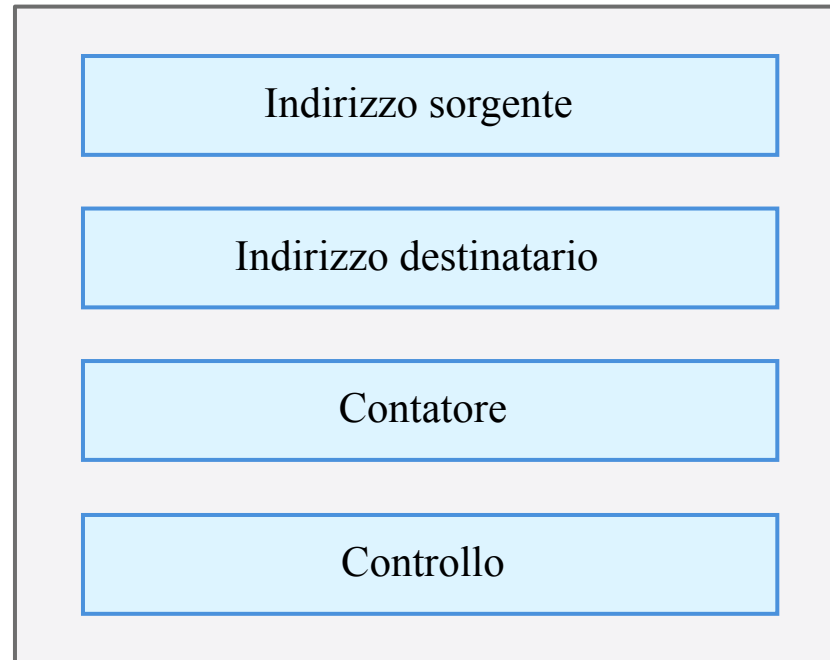 Indirizzo sorgente
Indirizzo destinatario
Contatore
Controllo